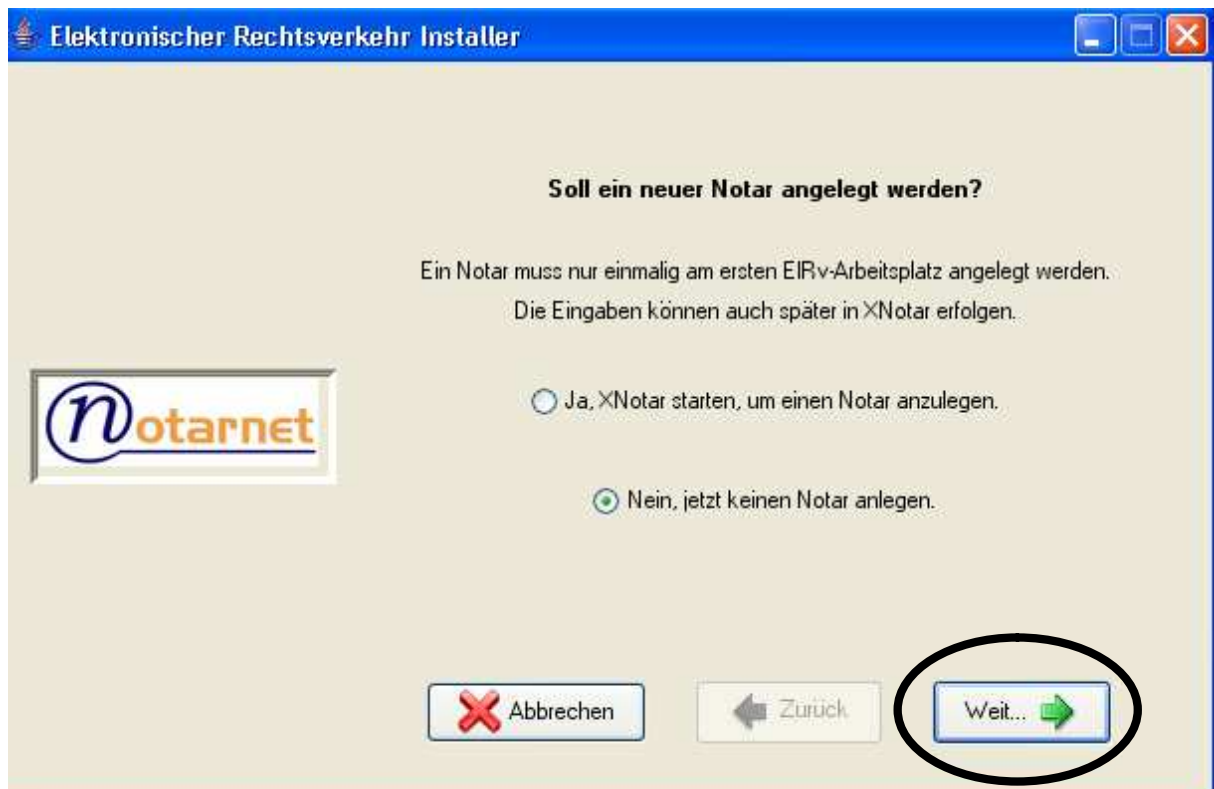 Elektronischer Rechtsverkehr Installer
Soll ein neuer Notar angelegt werden?
Ein Notar muss nur einmalig am ersten ElRv-Arbeitsplatz angelegt werden.
Die Eingaben können auch später in XNotar erfolgen.
notarnet
Ja, XNotar starten, um einen Notar anzulegen.
Nein, jetzt keinen Notar anlegen.
Abbrechen Zurück Weit...